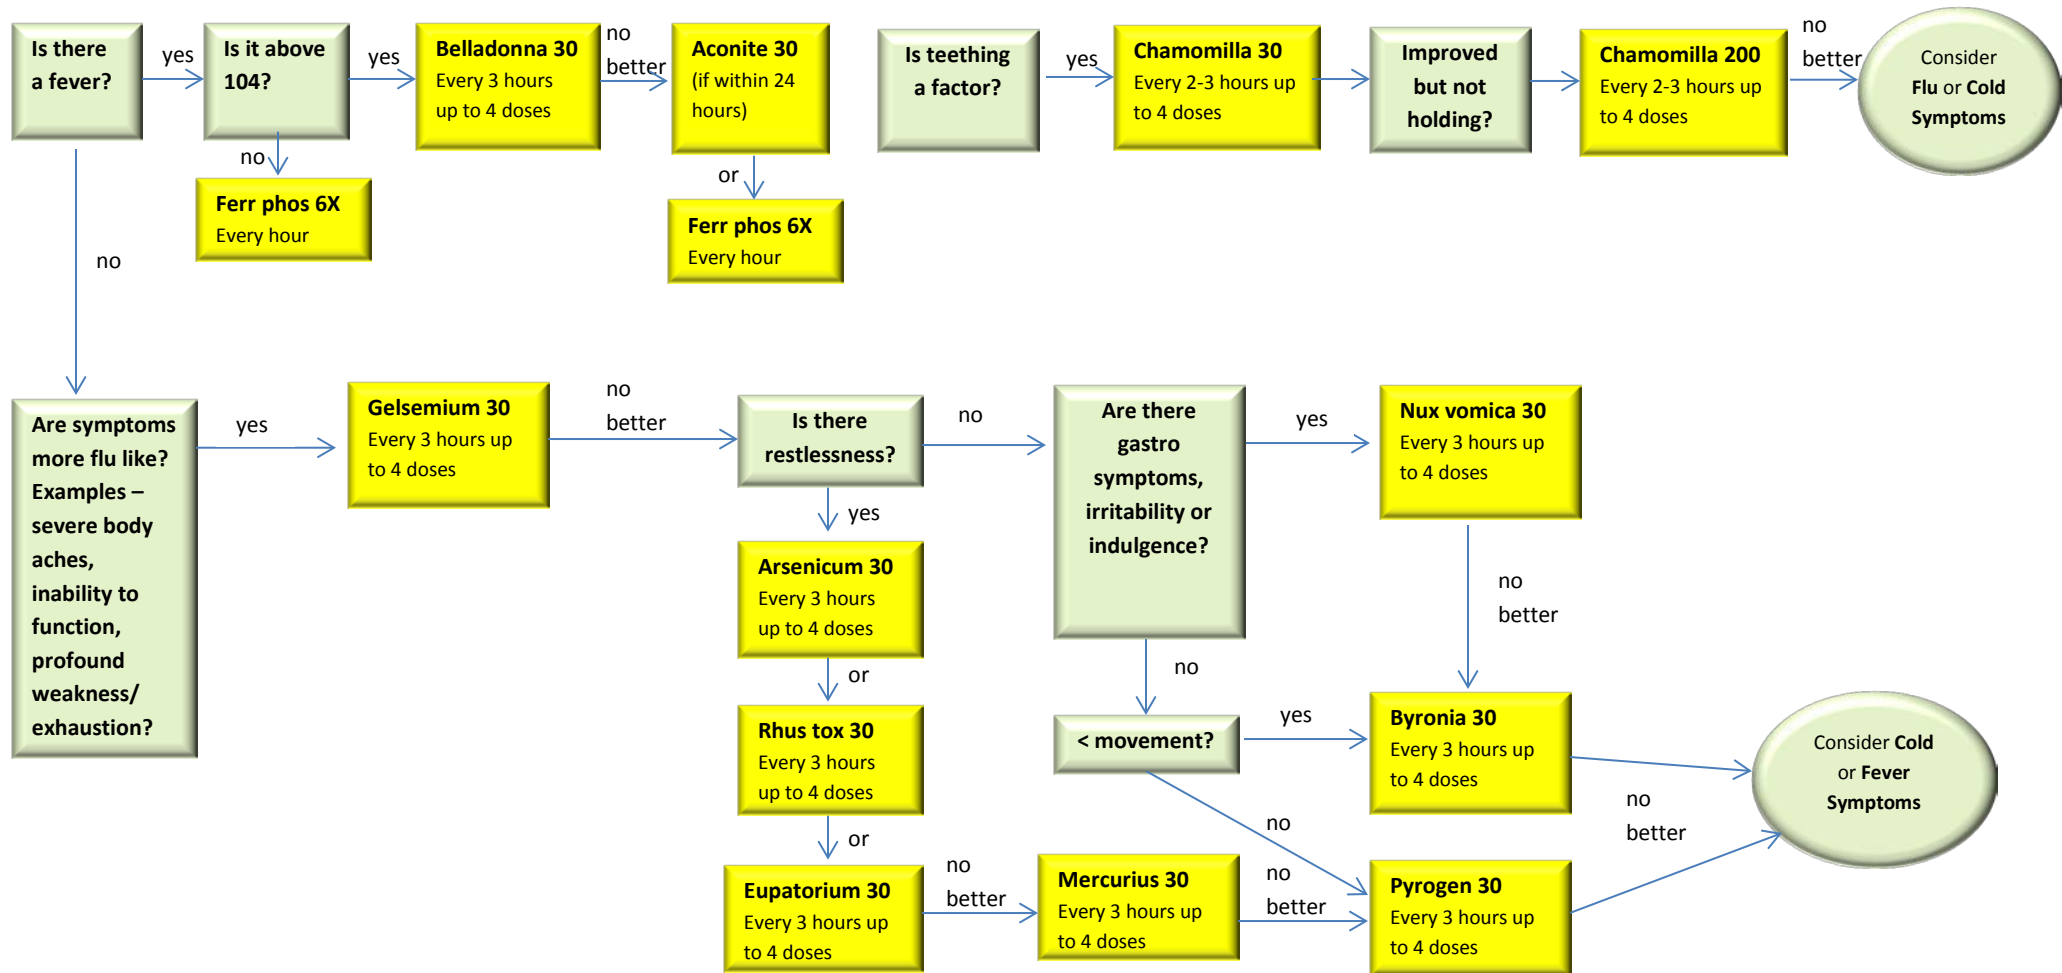 Is there
a fever?
yes
Is it above
104?
yes
Belladonna 30
Every 3 hours
up to 4 doses
no
better
Aconite 30
(if within 24
hours)
Is teething
a factor?
yes
Chamomilla 30
Every 2-3 hours up
to 4 doses
Improved
but not
holding?
Chamomilla 200
Every 2-3 hours up
to 4 doses
no
better
Consider
Flu or Cold
Symptoms
no
Ferr phos 6X
Every hour
or
Ferr phos 6X
Every hour
no
Are symptoms
more flu like?
Examples –
severe body
aches,
inability to
function,
profound
weakness/
exhaustion?
yes
Gelsemium 30
Every 3 hours up
to 4 doses
no
better
Is there
restlessness?
no
Are there
gastro
symptoms,
irritability or
indulgence?
yes
Nux vomica 30
Every 3 hours up
to 4 doses
yes
Arsenicum 30
Every 3 hours
up to 4 doses
or
Rhus tox 30
Every 3 hours
up to 4 doses
or
Eupatorium 30
Every 3 hours up
to 4 doses
no
better
Mercurius 30
Every 3 hours up
to 4 doses
no
better
no
< movement?
yes
no
no
better
Byronia 30
Every 3 hours up
to 4 doses
Pyrogen 30
Every 3 hours up
to 4 doses
no
better
Consider Cold
or Fever
Symptoms